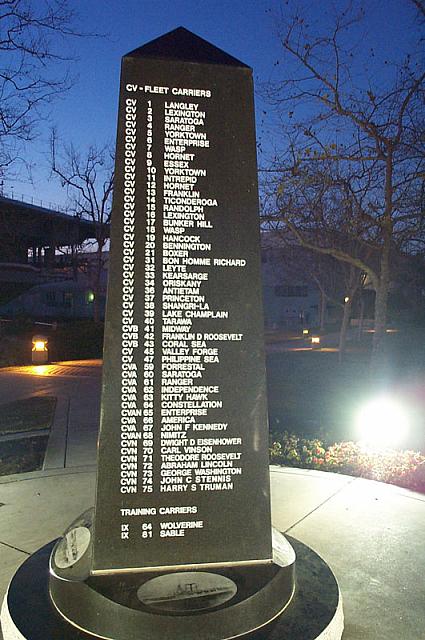 CV - FLEET CARRIERS
CV 1 LANGLEY
CV 2 LEXINGTON
CV 3 SARATOGA
CV 4 RANGER
CV 5 YORKTOWN
CV 6 ENTERPRISE
CV 7 WASP
CV 8 HORNET
CV 9 ESSEX
CV 10 YORKTOWN
CV 11 INTREPID
CV 12 HORNET
CV 13 FRANKLIN
CV 14 TICONDEROGA
CV 15 RANDOLPH
CV 16 LEXINGTON
CV 17 BUNKER HILL
CV 18 WASP
CV 19 HANCOCK
CV 20 BENNINGTON
CV 21 BOXER
CV 31 BON HOMME RICHARD
CV 32 LEYTE
CV 33 KEARSARGE
CV 34 ORISKANY
CV 36 ANTIETAM
CV 37 PRINCETON
CV 38 SHANGRI-LA
CV 39 LAKE CHAMPLAIN
CV 40 TARAWA
CVB 41 MIDWAY
CVB 42 FRANKLIN D ROOSEVELT
CVB 43 CORAL SEA
CV 45 VALLEY FORGE
CV 47 PHILIPPINE SEA
CVA 59 FORRESTAL
CVA 60 SARATOGA
CVA 61 RANGER
CVA 62 INDEPENDENCE
CVA 63 KITTY HAWK
CVA 64 CONSTELLATION
CVAN 65 ENTERPRISE
CVA 66 AMERICA
CVA 67 JOHN F KENNEDY
CVAN 68 NIMITZ
CVN 69 DWIGHT D EISENHOWER
CVN 70 CARL VINSON
CVN 71 THEODORE ROOSEVELT
CVN 72 ABRAHAM LINCOLN
CVN 73 GEORGE WASHINGTON
CVN 74 JOHN C STENNIS
CVN 75 HARRY S TRUMAN
TRAINING CARRIERS
IX 64 WOLVERINE
IX 81 SABLE